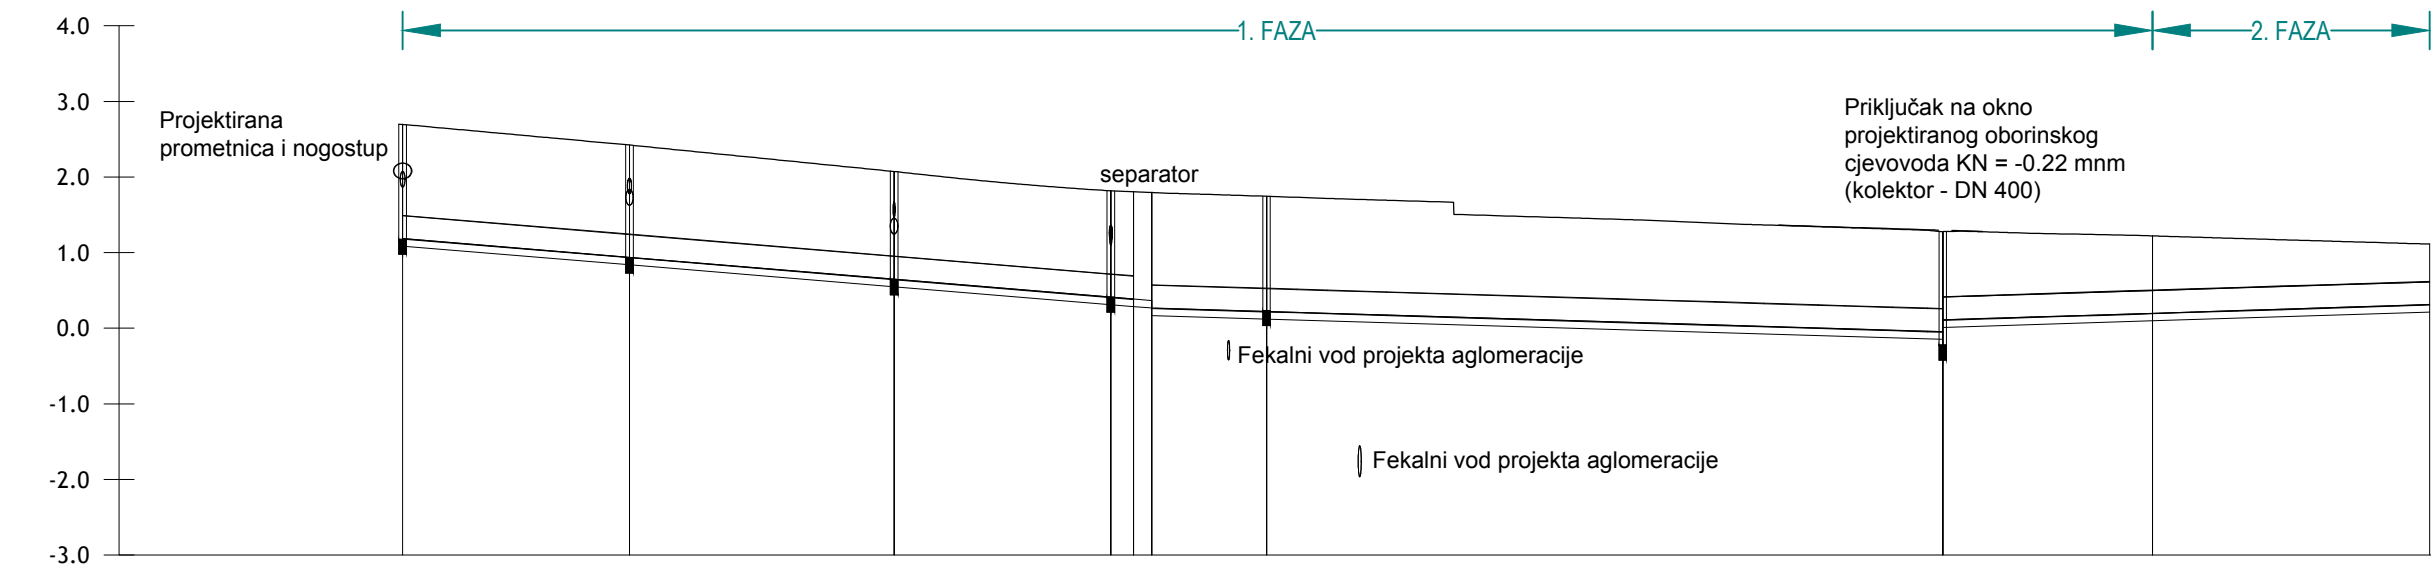 4.0
1. FAZA
2. FAZA
3.0
Projektirana
prometnica i nogostup
Priključak na okno
projektiranog oborinskog
cjevovoda KN = -0.22 mnm
(kolektor - DN 400)
2.0
separator
1.0
0.0
Fekalni vod projekta aglomeracije
-1.0
Fekalni vod projekta aglomeracije
-2.0
-3.0